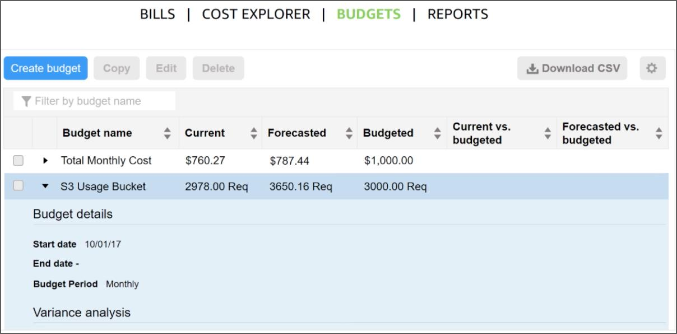 BILLS | COST EXPLORER | BUDGETS | REPORTS
Create budget Copy Edit Delete Download CSV
Filter by budget name
Budget name Current Forecasted Budgeted Current vs. budgeted Forecasted vs. budgeted
Total Monthly Cost $760.27 $787.44 $1,000.00
S3 Usage Bucket 2978.00 Req 3650.16 Req 3000.00 Req
Budget details
Start date 10/01/17
End date -
Budget Period Monthly
Variance analysis